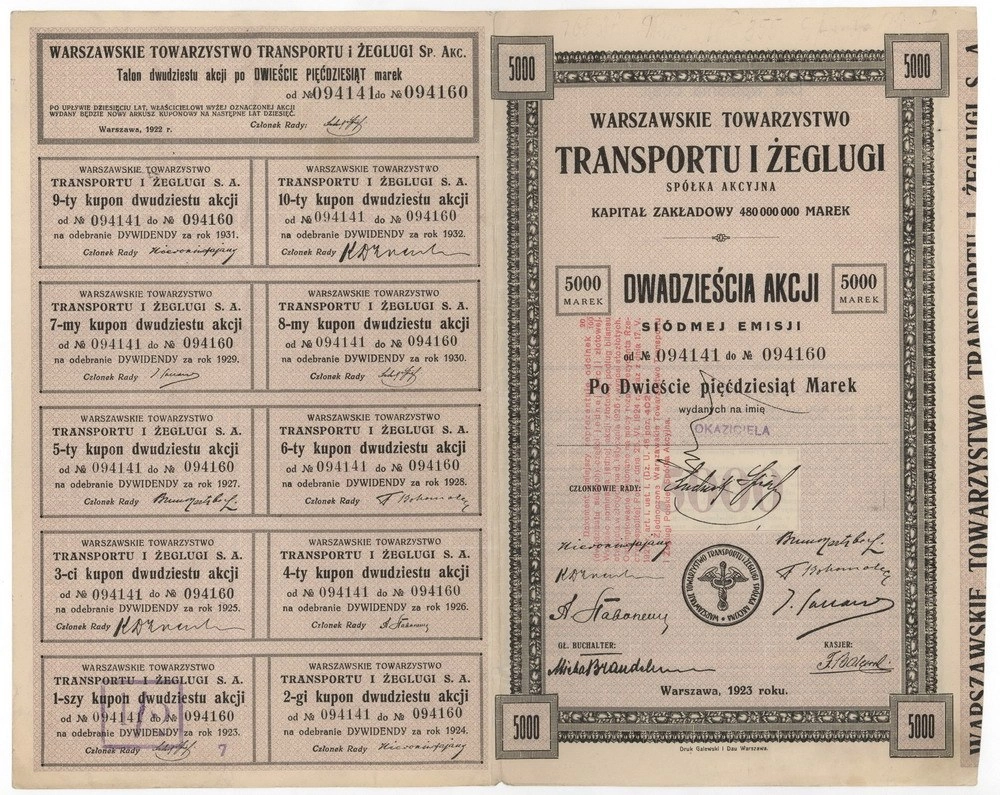 WARSZAWSKIE TOWARZYSTWO TRANSPORTU i ŻEGLUGI SP. AKC.
Talon dwudziestu akcji po DWIEŚCIE PIĘĆDZIESIĄT marek
od №094141 do № 094160
PO UPŁYWIE DZIESIĘCIU LAT, WŁAŚCICIELOWI WYŻEJ OZNACZONEJ AKCJI
WYDANY BĘDZIE NOWY ARKUSZ KUPONOWY NA NASTĘPNE LAT DZIESIĘĆ.
Warszawa, 1922 r. Członek Rady:
WARSZAWSKIE TOWARZYSTWO
TRANSPORTU I ŻEGLUGI S. A.
9-ty kupon dwudziestu akcji
od № 094141 do № 094160
na odebranie DYWIDENDY za rok 1931.
Członek Rady
WARSZAWSKIE TOWARZYSTWO
TRANSPORTU I ŻEGLUGI S. A.
10-ty kupon dwudziestu akcji
od № 094141 do № 094160
na odebranie DYWIDENDY za rok 1932.
Członek Rady:
WARSZAWSKIE TOWARZYSTWO
TRANSPORTU I ŻEGLUGI S. A.
7-my kupon dwudziestu akcji
od № 094141 do № 094160
na odebranie DYWIDENDY za rok 1929.
Członek Rady
WARSZAWSKIE TOWARZYSTWO
TRANSPORTU I ŻEGLUGI S. A.
8-my kupon dwudziestu akcji
od № 094141 do № 094160
na odebranie DYWIDENDY za rok 1930.
Członek Rady
WARSZAWSKIE TOWARZYSTWO
TRANSPORTU I ŻEGLUGI S. A.
5-ty kupon dwudziestu akcji
od № 094141 do № 094160
na odebranie DYWIDENDY za rok 1927.
Członek Rady
WARSZAWSKIE TOWARZYSTWO
TRANSPORTU I ŻEGLUGI S. A.
6-ty kupon dwudziestu akcji
od № 094141 do № 094160
na odebranie DYWIDENDY za rok 1928.
Członek Rady
WARSZAWSKIE TOWARZYSTWO
TRANSPORTU I ŻEGLUGI S. A.
3-ci kupon dwudziestu akcji
od № 094141 do № 094160
na odebranie DYWIDENDY za rok 1925.
Członek Rady
WARSZAWSKIE TOWARZYSTWO
TRANSPORTU I ŻEGLUGI S. A.
4-ty kupon dwudziestu akcji
od № 094141 do № 094160
na odebranie DYWIDENDY za rok 1926.
Członek Rady
WARSZAWSKIE TOWARZYSTWO
TRANSPORTU I ŻEGLUGI S. A.
1-szy kupon dwudziestu akcji
od № 094141 do № 094160
na odebranie DYWIDENDY za rok 1923.
Członek Rady
7
WARSZAWSKIE TOWARZYSTWO
TRANSPORTU I ŻEGLUGI S. A.
2-gi kupon dwudziestu akcji
od № 094141 do № 094160
na odebranie DYWIDENDY za rok 1924.
Członek Rady
5000
5000
WARSZAWSKIE TOWARZYSTWO
TRANSPORTU I ŻEGLUGI
SPÓŁKA AKCYJNA
KAPITAŁ ZAKŁADOWY 480 000 000 MAREK
5000 MAREK
DWADZIEŚCIA AKCJI
5000 MAREK
SIÓDMEJ EMISJI
od № 094141 do № 094160
Po Dwieście pięćdziesiąt Marek
wydanych na imię
OKAZICIELA
CZŁONKOWIE RADY:
5000
WARSZAWSKIE TOWARZYSTWO TRANSPORTU I ŻEGLUGI SPÓŁKA AKCYJNA
GŁ. BUCHALTER:
KASJER:
Warszawa, 1923 roku.
5000
5000
Druk Galewski i Dau Warszawa.
WARSZAWSKIE TOWARZYSTWO TRANSPORTU I ŻEGLUGI S. A.